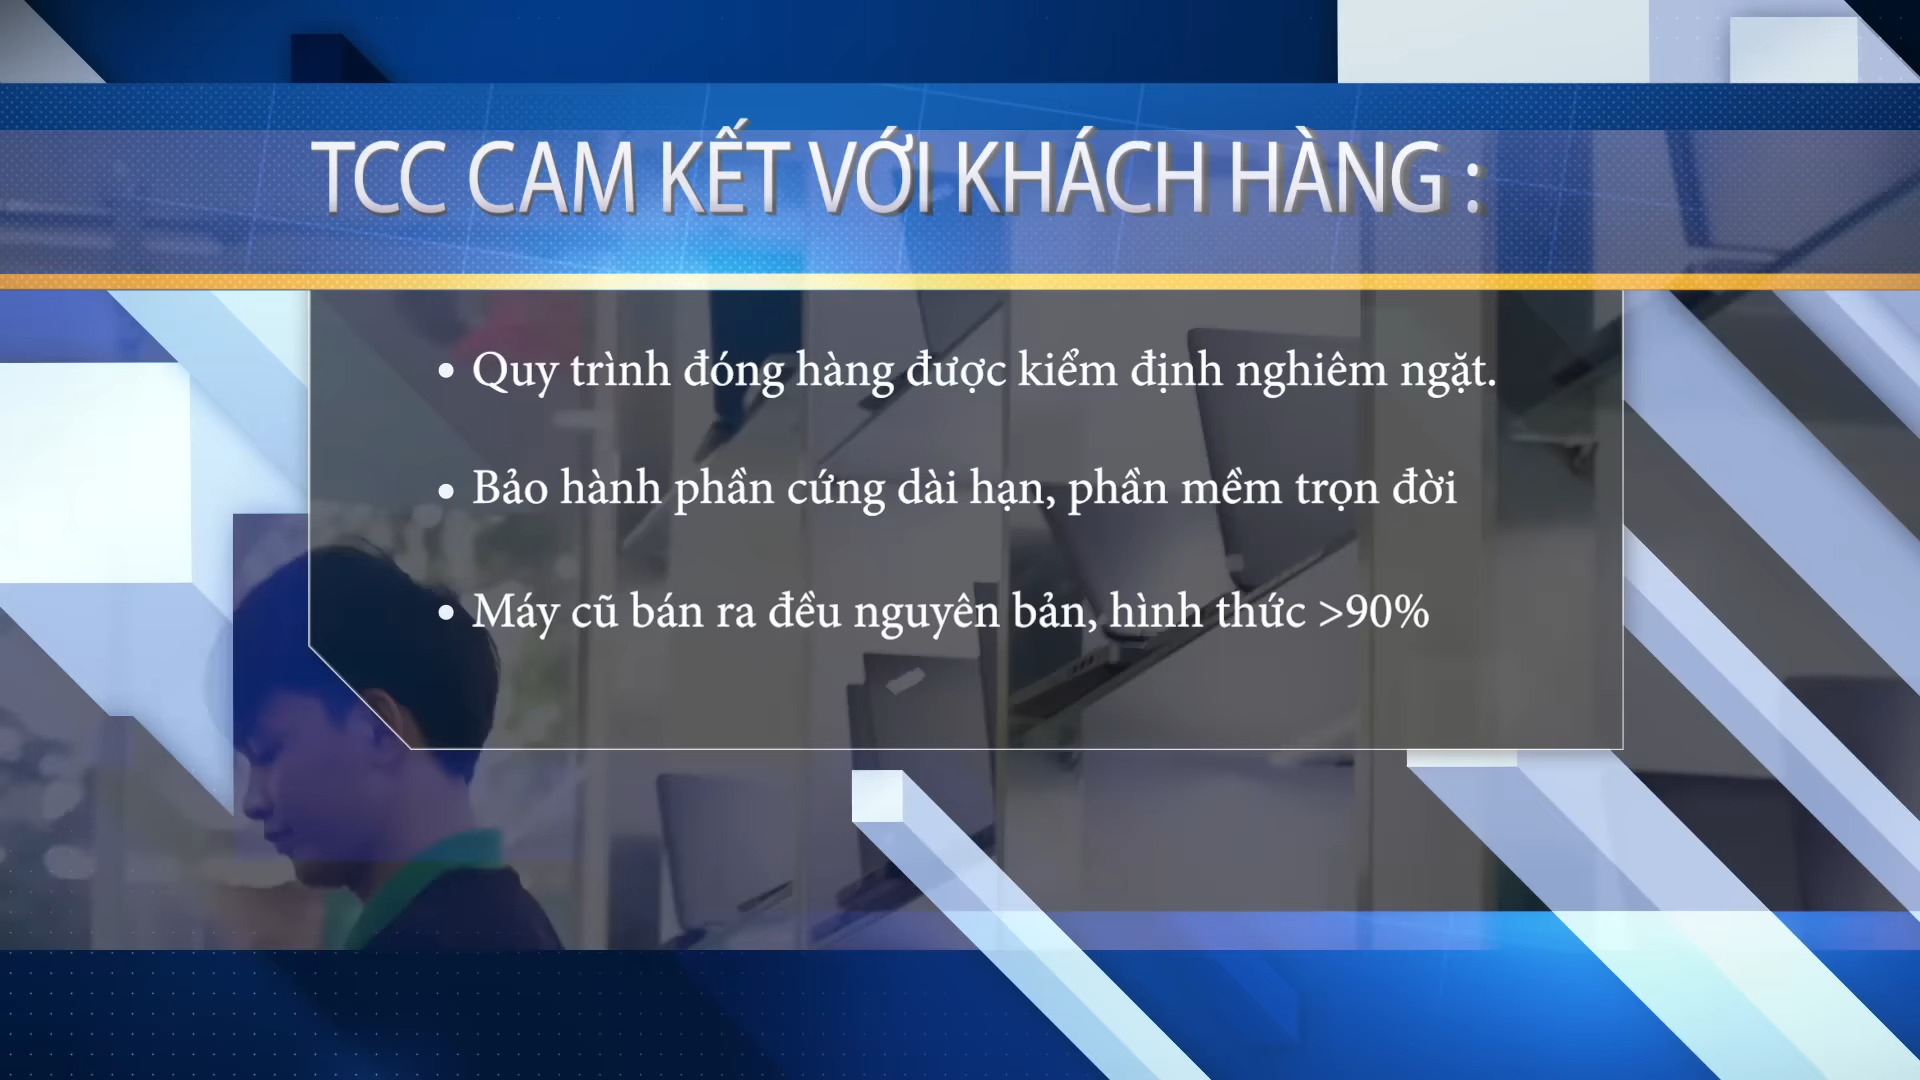 TCC CAM KẾT VỚI KHÁCH HÀNG :
• Quy trình đóng hàng được kiểm định nghiêm ngặt.
• Bảo hành phần cứng dài hạn, phần mềm trọn đời
• Máy cũ bán ra đều nguyên bản, hình thức >90%